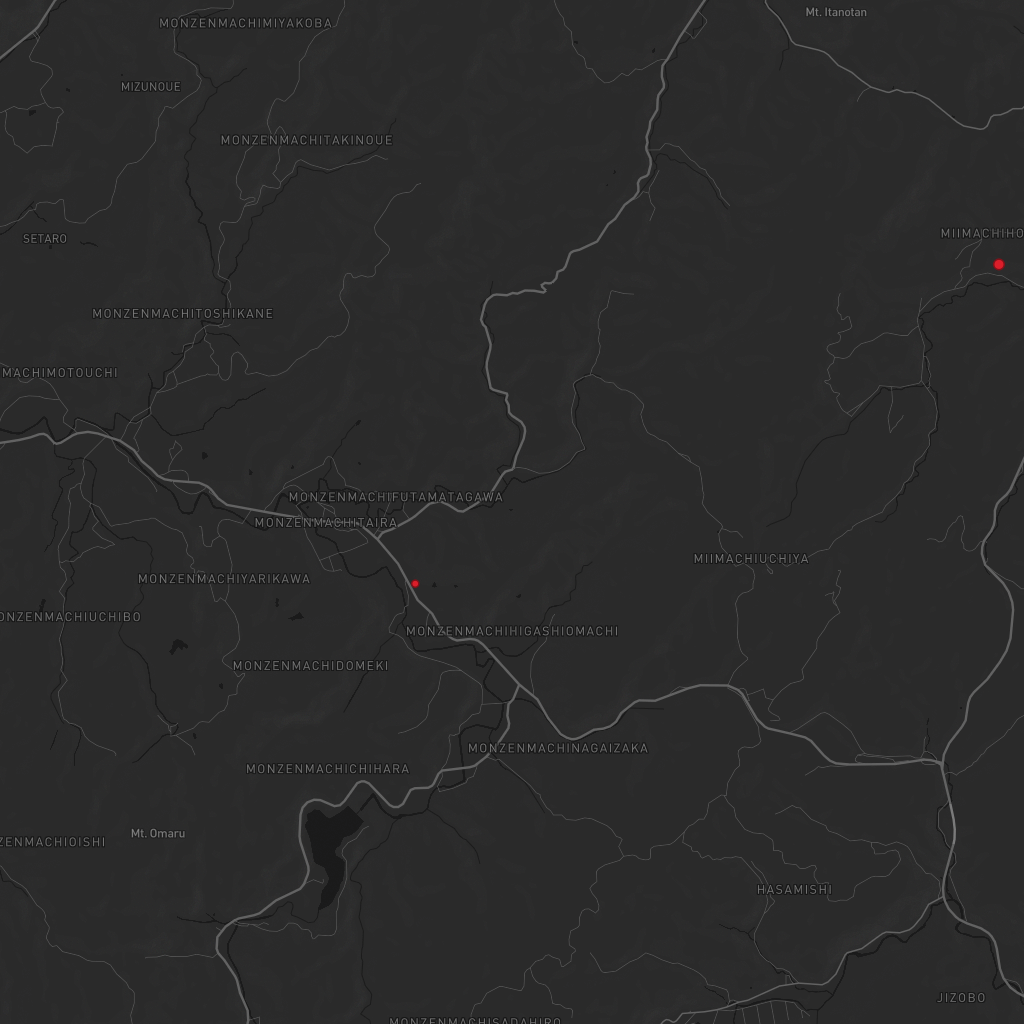 Mt. Itanotan
MONZENMACHIMIYAKOBA
MIZUNOUE
MONZENMACHITAKINOUE
MIIMACHIHO
SETARO
MONZENMACHITOSHIKANE
MACHIMOTOUCHI
MONZENMACHIFUTAMATAGAWA
MONZENMACHITAIRA
MIIMACHIUCHIYA
MONZENMACHIYARIKAWA
ONZENMACHIUCHIBO
MONZENMACHIHIGASHIOMACHI
MONZENMACHIDOMEKI
MONZENMACHINAGAIZAKA
MONZENMACHICHIHARA
Mt. Omaru
ZENMACHIOISHI
HASAMISHI
JIZOBO
MONZENMACHISADAHIRO